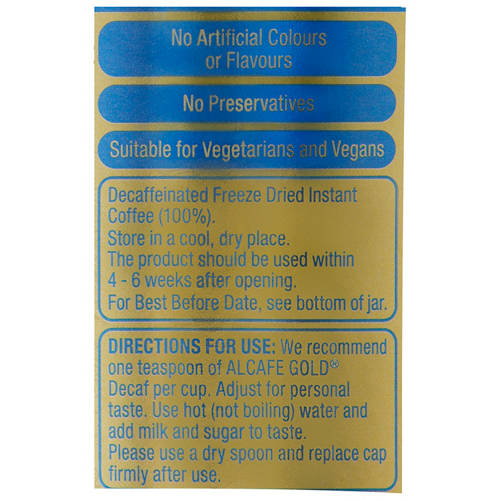 No Artificial Colours
or Flavours
No Preservatives
Suitable for Vegetarians and Vegans
Decaffeinated Freeze Dried Instant
Coffee (100%).
Store in a cool, dry place.
The product should be used within
4 - 6 weeks after opening.
For Best Before Date, see bottom of jar.
DIRECTIONS FOR USE: We recommend
one teaspoon of ALCAFE GOLD®
Decaf per cup. Adjust for personal
taste. Use hot (not boiling) water and
add milk and sugar to taste.
Please use a dry spoon and replace cap
firmly after use.